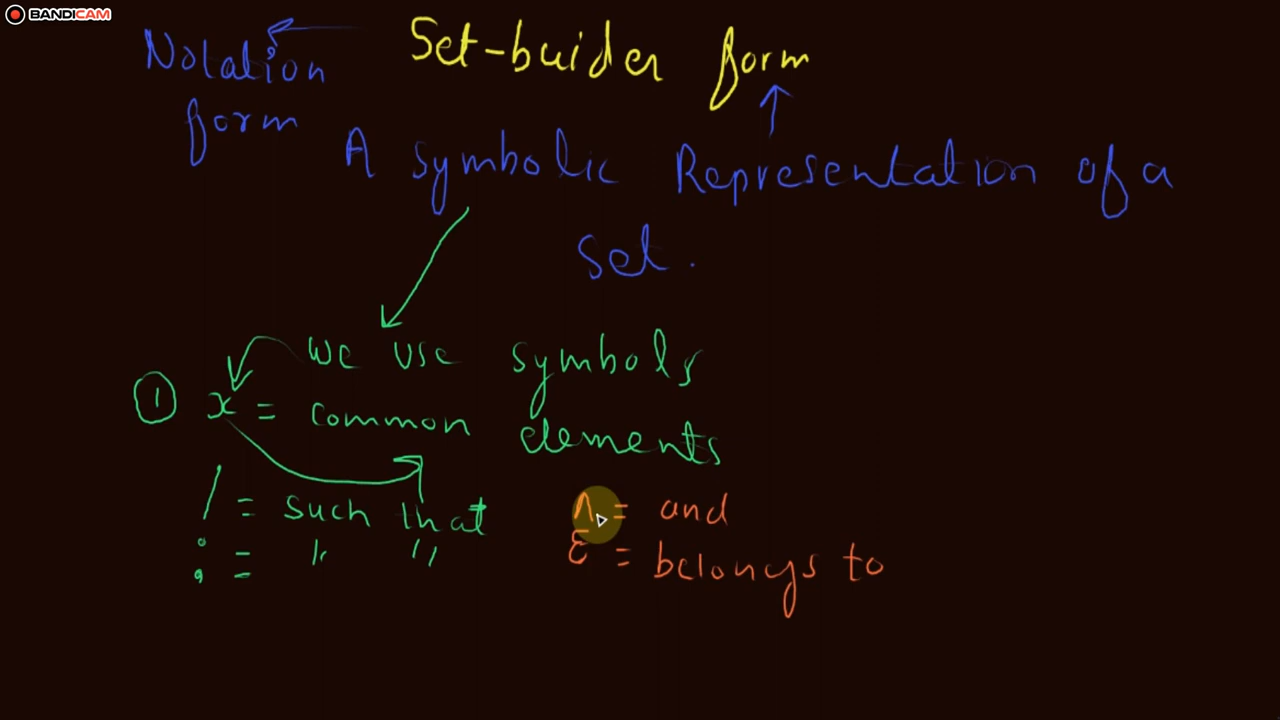 BANDICAM
Set-buider form
Notation
form
A symbolic Representation of a
set.
We use symbols
① x = common elements
/ = such that
; = " "
∧ = and
∈ = belongs to